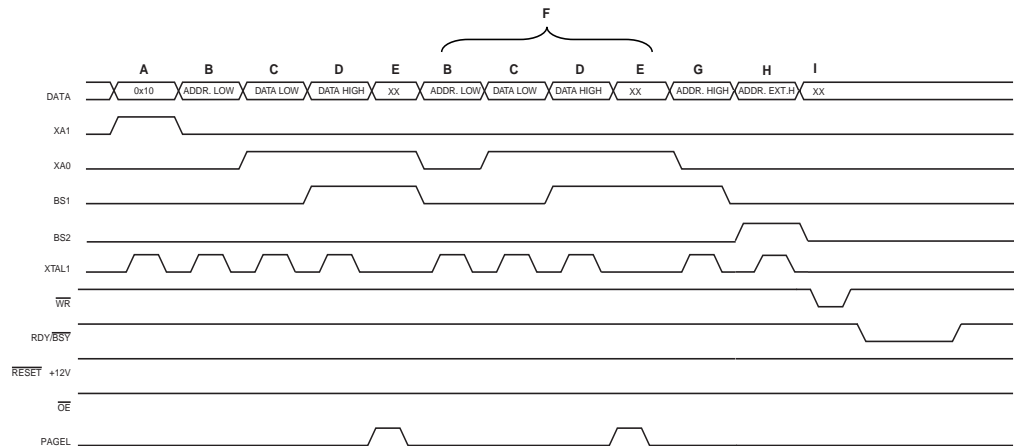 F
A B C D E B C D E G H I
DATA 0x10 ADDR. LOW DATA LOW DATA HIGH XX ADDR. LOW DATA LOW DATA HIGH XX ADDR. HIGH ADDR. EXT.H XX
XA1
XA0
BS1
BS2
XTAL1
WR
RDY/BSY
RESET +12V
OE
PAGEL